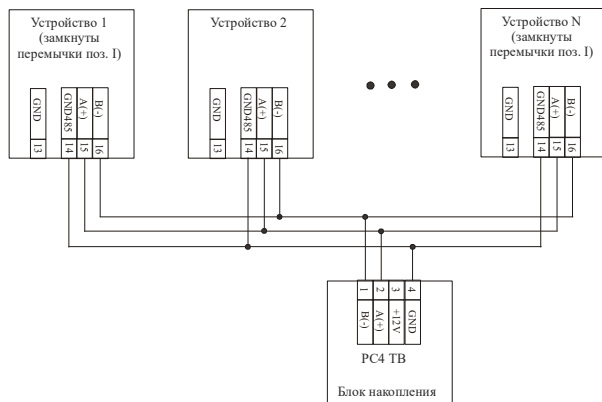 Устройство 1
(замкнуты
перемычки поз. I)
GND
13
GND485
14
A(+)
15
B(-)
16
Устройство 2
GND
13
GND485
14
A(+)
15
B(-)
16
Устройство N
(замкнуты
перемычки поз. I)
GND
13
GND485
14
A(+)
15
B(-)
16
1
B(-)
2
A(+)
3
+12V
4
GND
PC4 TB
Блок накопления